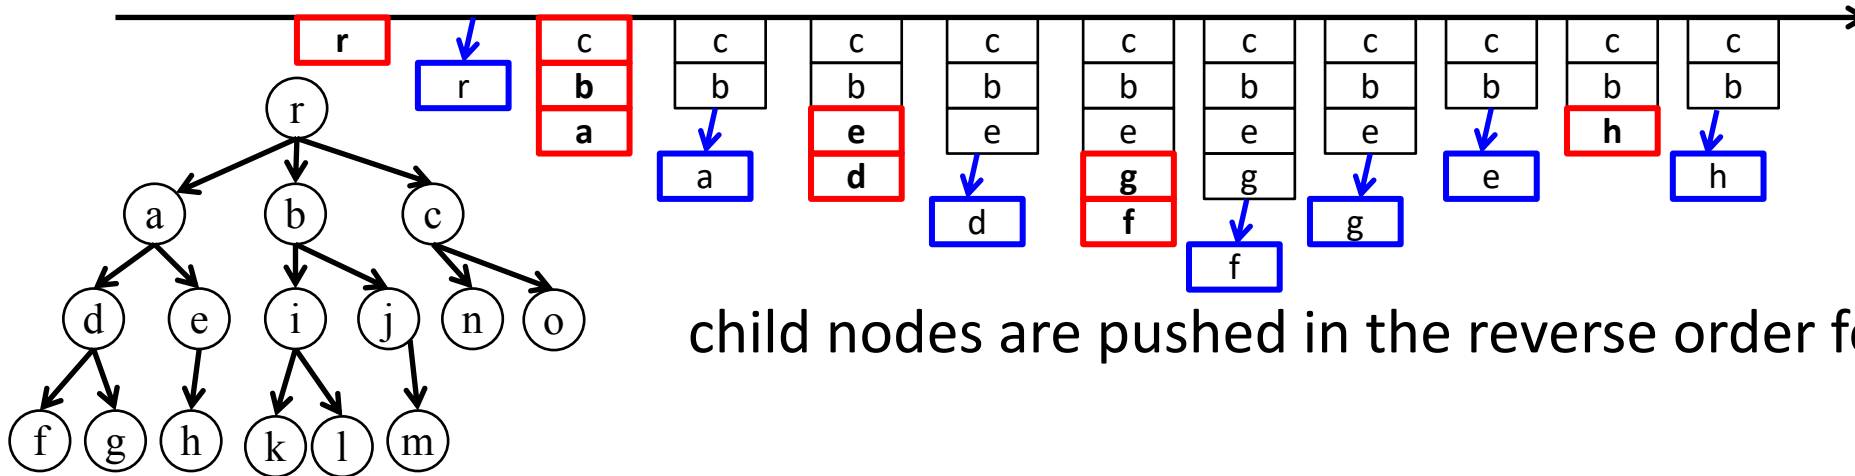 r c c c c c c c c c c
r b b b b b b b b b b
r a e e e e e h
a a d g g e h
a b c d g f g
f
d e i j n o
child nodes are pushed in the reverse order
f g h k l m